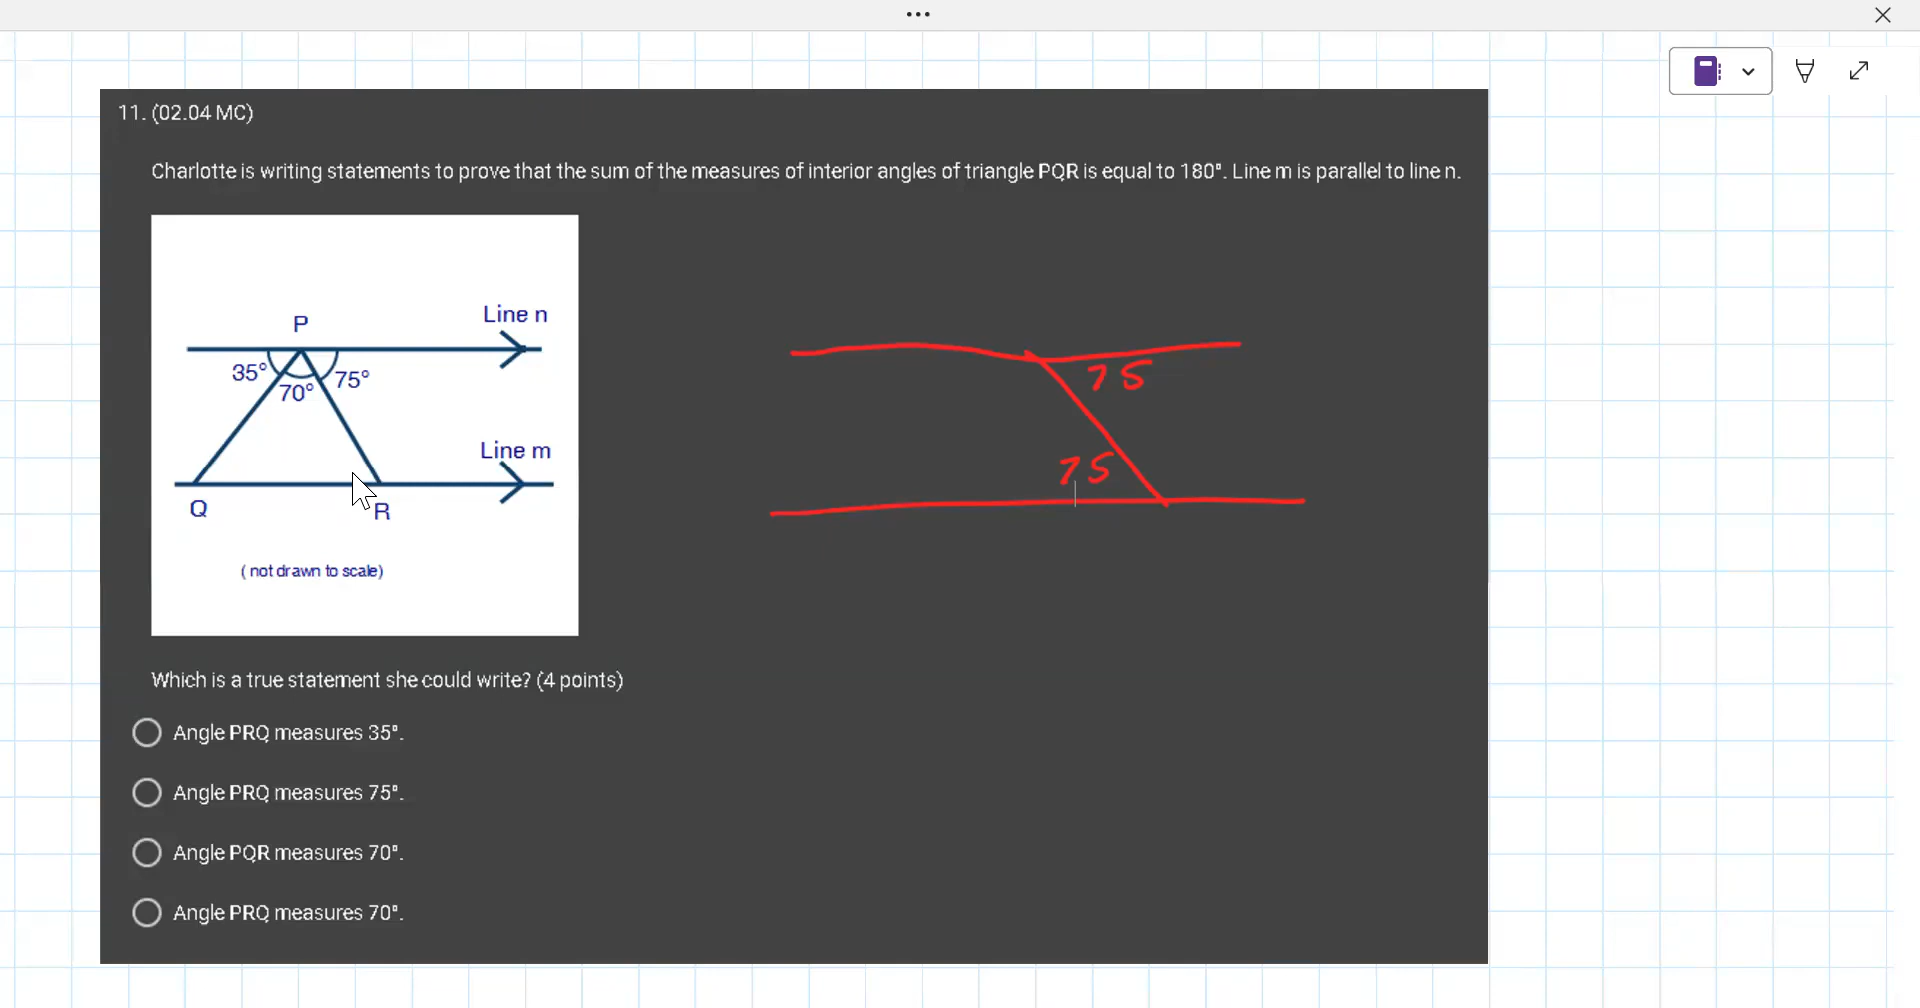 11. (02.04 MC)
Charlotte is writing statements to prove that the sum of the measures of interior angles of triangle PQR is equal to 180°. Line m is parallel to line n.
P
Line n
35°
70°
75°
Line m
Q
R
( not drawn to scale)
75
75
Which is a true statement she could write? (4 points)
Angle PRQ measures 35°.
Angle PRQ measures 75°.
Angle PQR measures 70°.
Angle PRQ measures 70°.